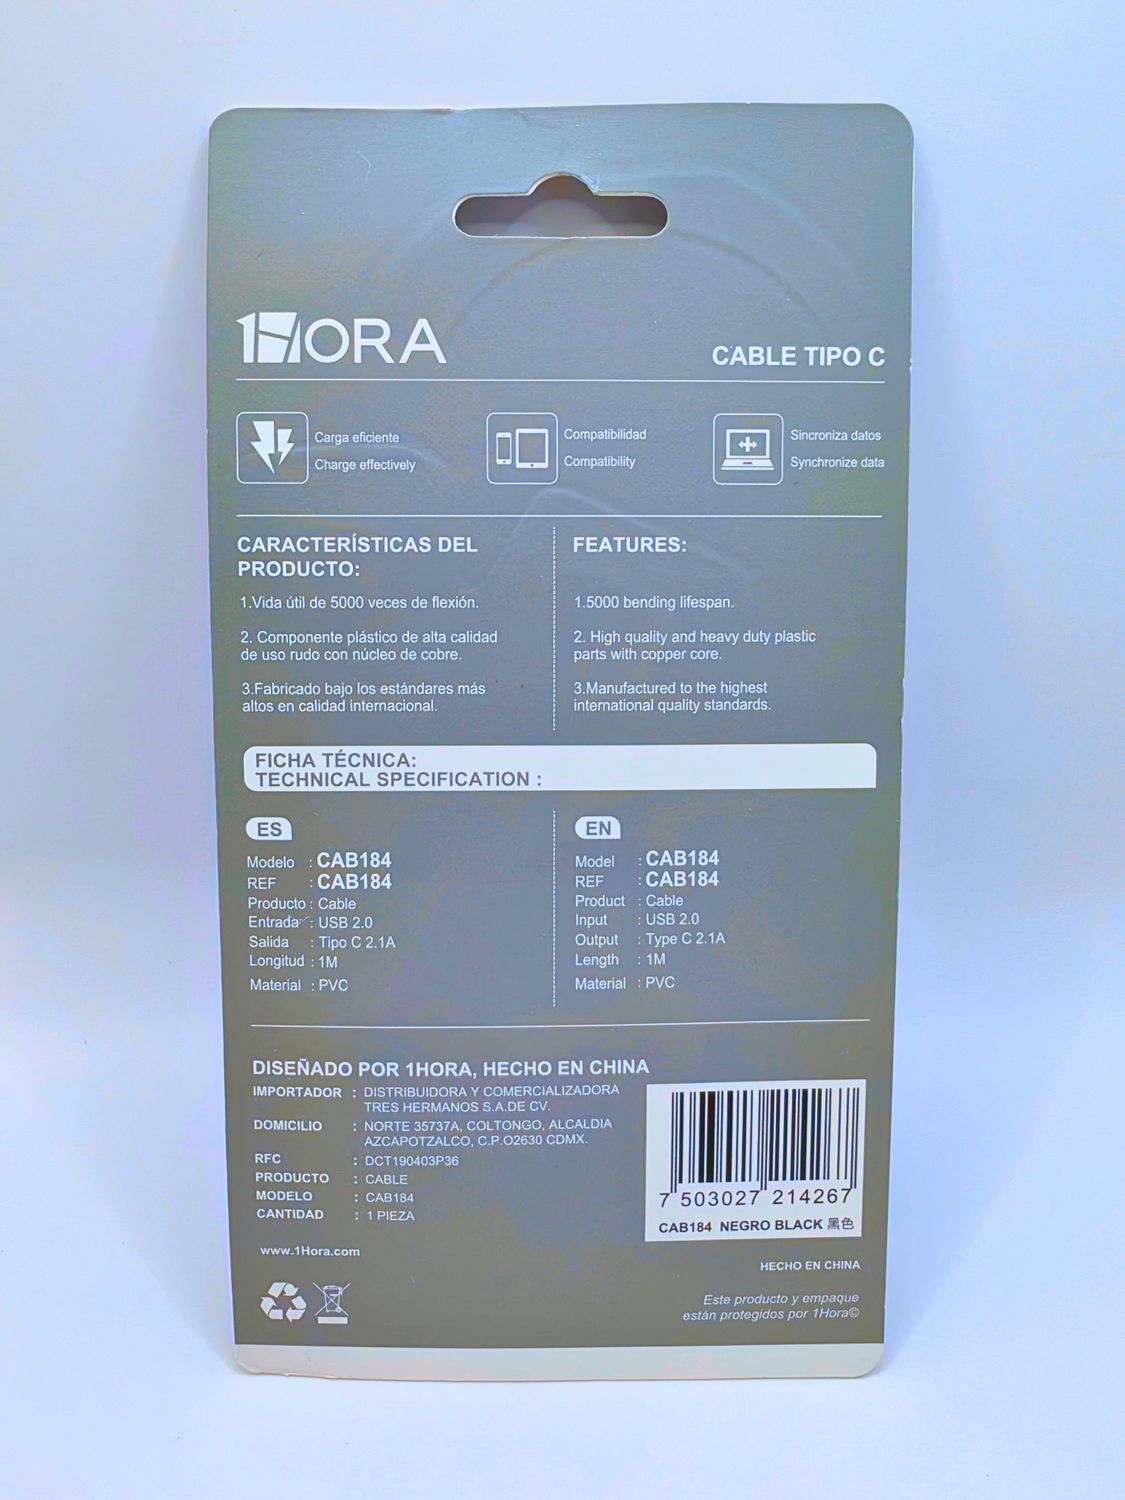 1HORA
CABLE TIPO C
Carga eficiente
Charge effectively
Compatibilidad
Compatibility
Sincroniza datos
Synchronize data
CARACTERÍSTICAS DEL
PRODUCTO:
1.Vida útil de 5000 veces de flexión.
2. Componente plástico de alta calidad
de uso rudo con núcleo de cobre.
3.Fabricado bajo los estándares más
altos en calidad internacional.
FEATURES:
1.5000 bending lifespan.
2. High quality and heavy duty plastic
parts with copper core.
3.Manufactured to the highest
international quality standards.
FICHA TÉCNICA:
TECHNICAL SPECIFICATION :
ES
Modelo : CAB184
REF : CAB184
Producto : Cable
Entrada : USB 2.0
Salida : Tipo C 2.1A
Longitud : 1M
Material : PVC
EN
Model : CAB184
REF : CAB184
Product : Cable
Input : USB 2.0
Output : Type C 2.1A
Length : 1M
Material : PVC
DISEÑADO POR 1HORA, HECHO EN CHINA
IMPORTADOR : DISTRIBUIDORA Y COMERCIALIZADORA
TRES HERMANOS S.A.DE CV.
DOMICILIO : NORTE 35737A, COLTONGO, ALCALDIA
AZCAPOTZALCO, C.P.O2630 CDMX.
RFC : DCT190403P36
PRODUCTO : CABLE
MODELO : CAB184
CANTIDAD : 1 PIEZA
www.1Hora.com
7 503027 214267
CAB184 NEGRO BLACK 黑色
HECHO EN CHINA
Este producto y empaque
están protegidos por 1Hora©